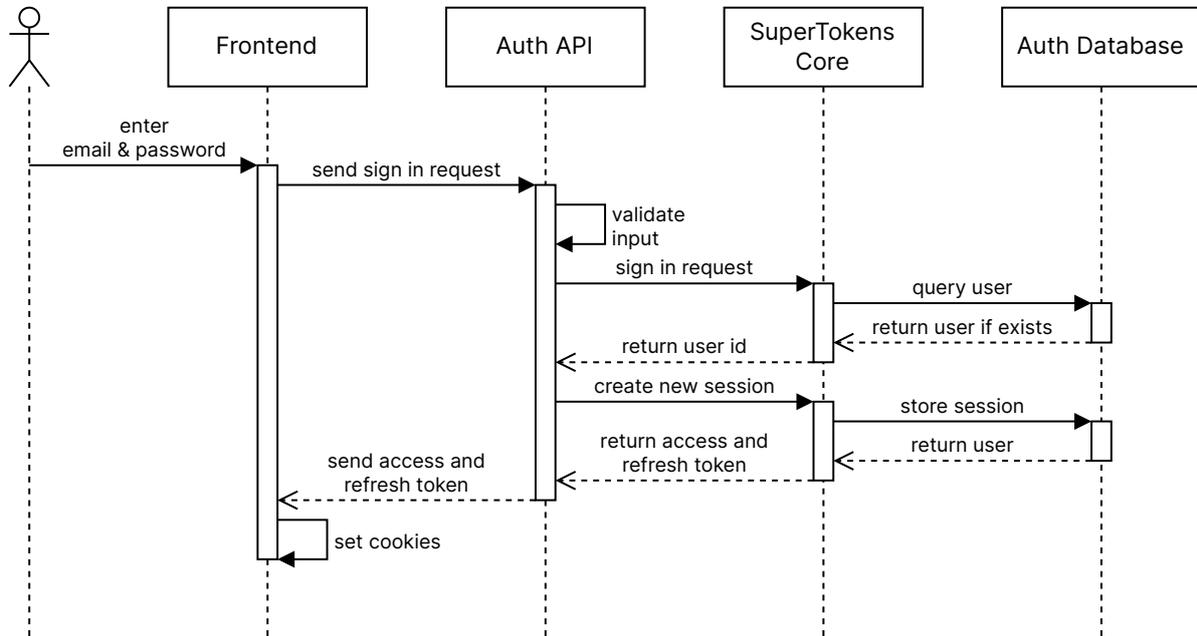 Frontend
Auth API
SuperTokens
Core
Auth Database
enter
email & password
send sign in request
validate
input
sign in request
query user
return user if exists
return user id
create new session
store session
return user
return access and
refresh token
send access and
refresh token
set cookies